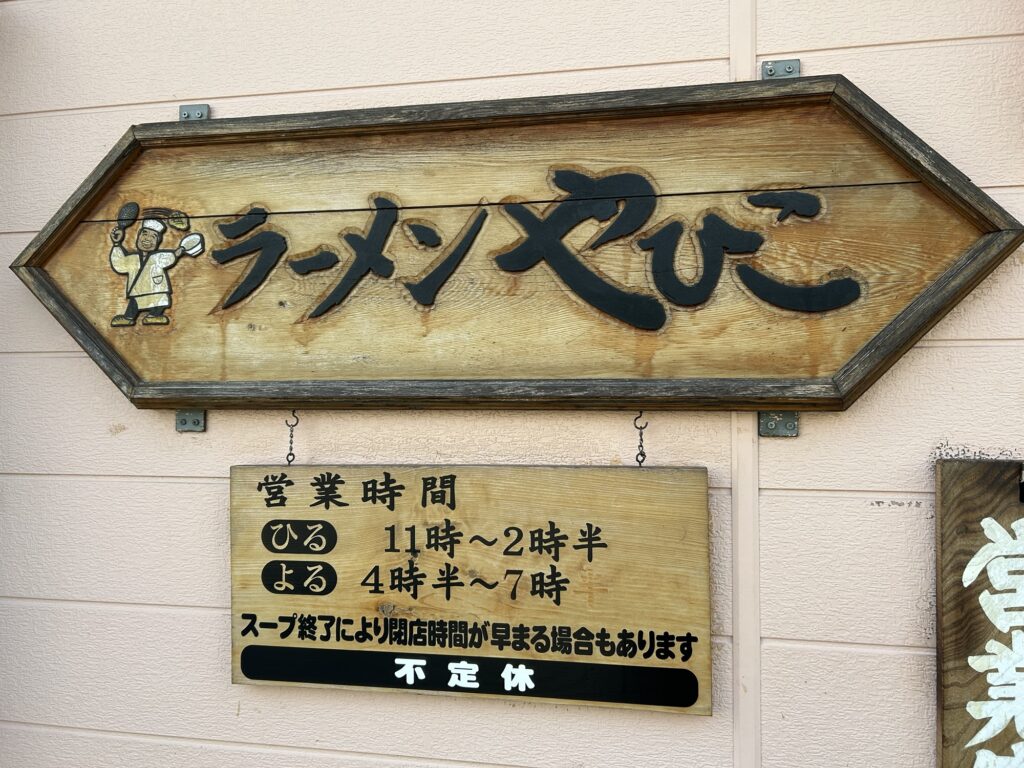 ラーメンやひこ
営業時間
ひる 11時～2時半
よる 4時半～7時
スープ終了により閉店時間が早まる場合もあります
不定休